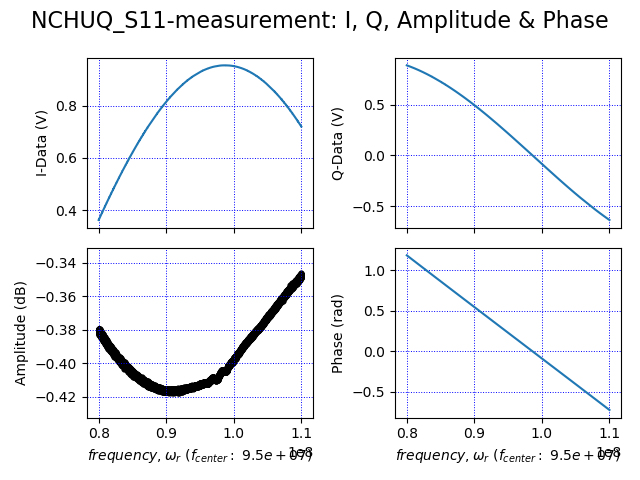 NCHUQ_S11-measurement: I, Q, Amplitude & Phase
I-Data (V)
0.8
0.6
0.4
Q-Data (V)
0.5
0.0
−0.5
Amplitude (dB)
−0.34
−0.36
−0.38
−0.40
−0.42
0.8 0.9 1.0 1.1
1e8
frequency, ωr (fcenter: 9.5e+07)
Phase (rad)
1.0
0.5
0.0
−0.5
0.8 0.9 1.0 1.1
1e8
frequency, ωr (fcenter: 9.5e+07)